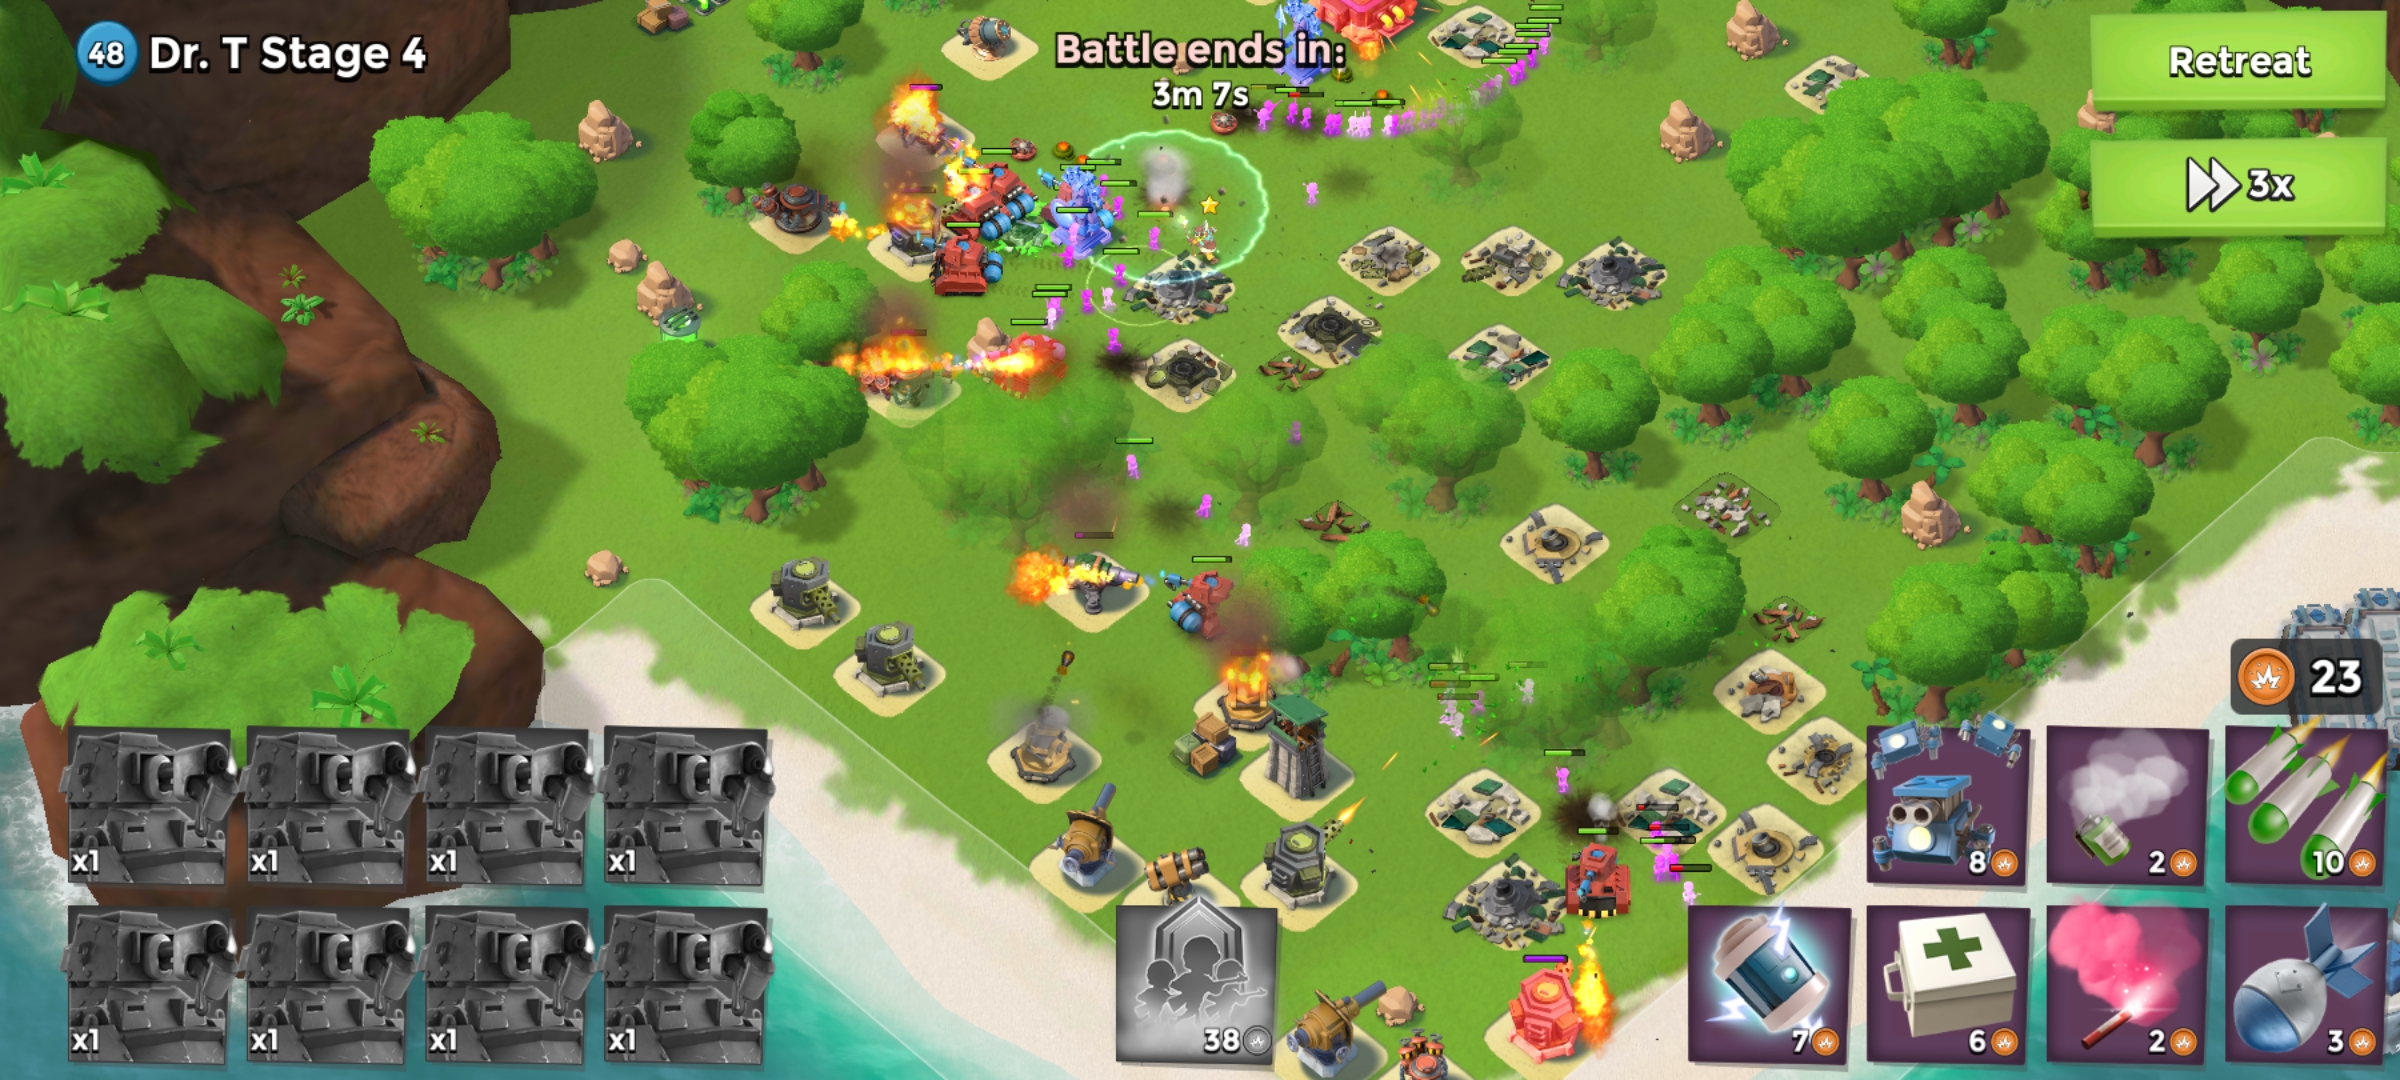 48 Dr. T Stage 4
Battle ends in:
3m 7s
Retreat
3x
23
x1 x1 x1 x1
8 2 10
x1 x1 x1 x1
38 7 6 2 3